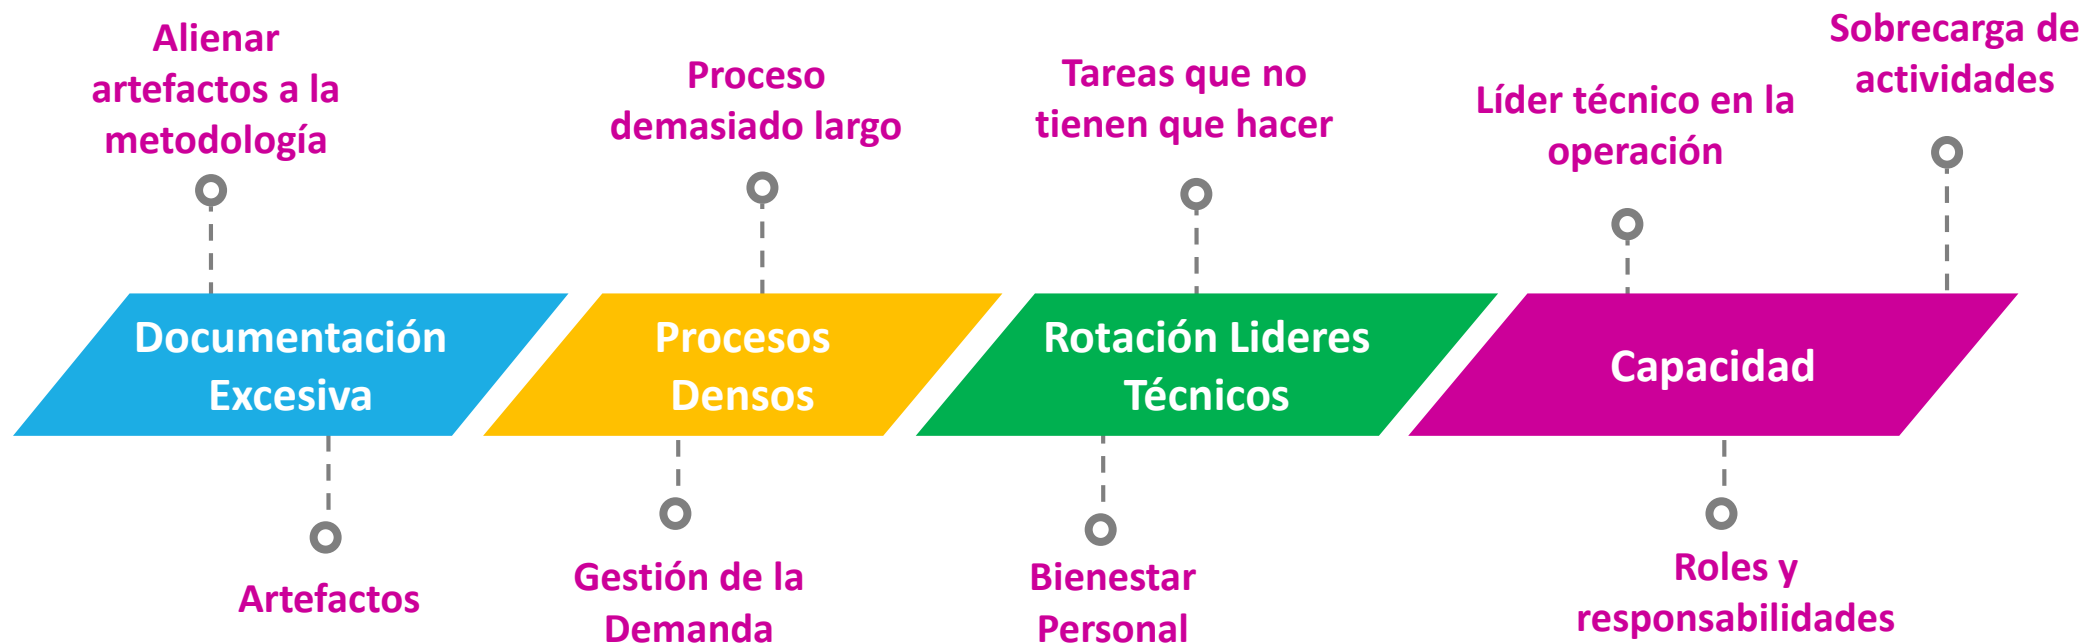 Alienar
artefactos a la
metodología
Proceso
demasiado largo
Tareas que no
tienen que hacer
Líder técnico en la
operación
Sobrecarga de
actividades
Documentación
Excesiva
Procesos
Densos
Rotación Lideres
Técnicos
Capacidad
Artefactos
Gestión de la
Demanda
Bienestar
Personal
Roles y
responsabilidades